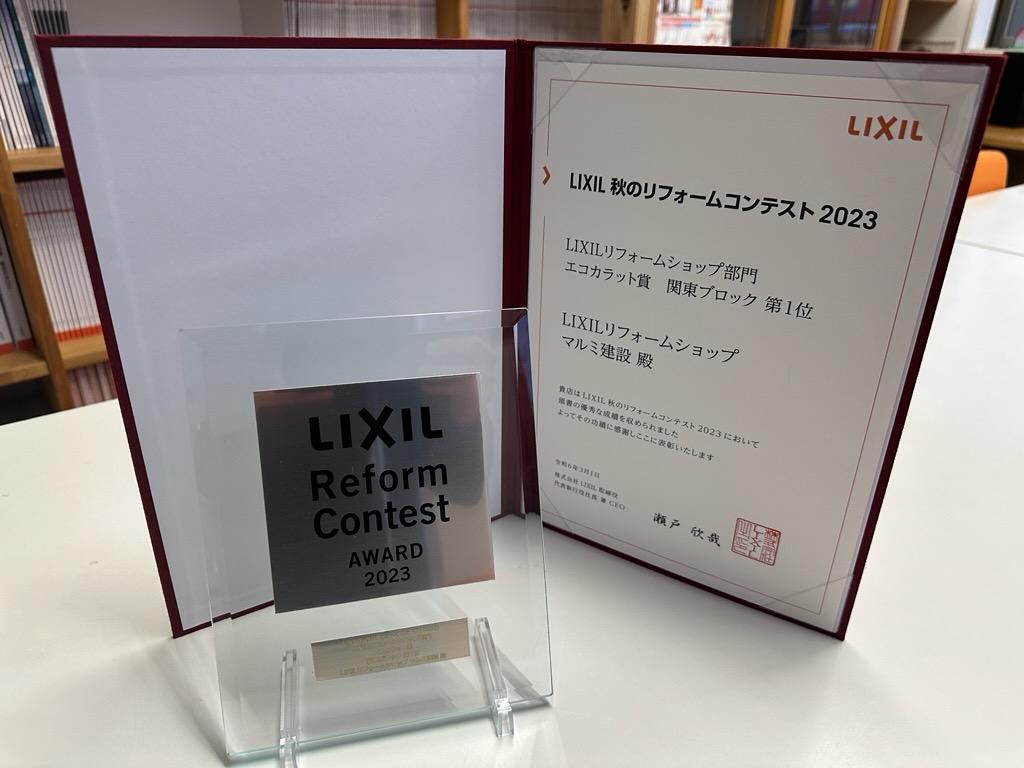 LIXIL
LIXIL 秋のリフォームコンテスト 2023
LIXILリフォームショップ部門
エコカラット賞 関東ブロック 第1位
LIXILリフォームショップ
マルミ建設 殿
貴店は LIXIL 秋のリフォームコンテスト 2023 において
頭書の優秀な成績を収められました
よってその功績に感謝しここに表彰いたします
令和6年3月1日
株式会社 LIXIL 取締役
代表執行役社長 兼 CEO
瀬戸 欣哉
LIXIL
Reform
Contest
AWARD
2023